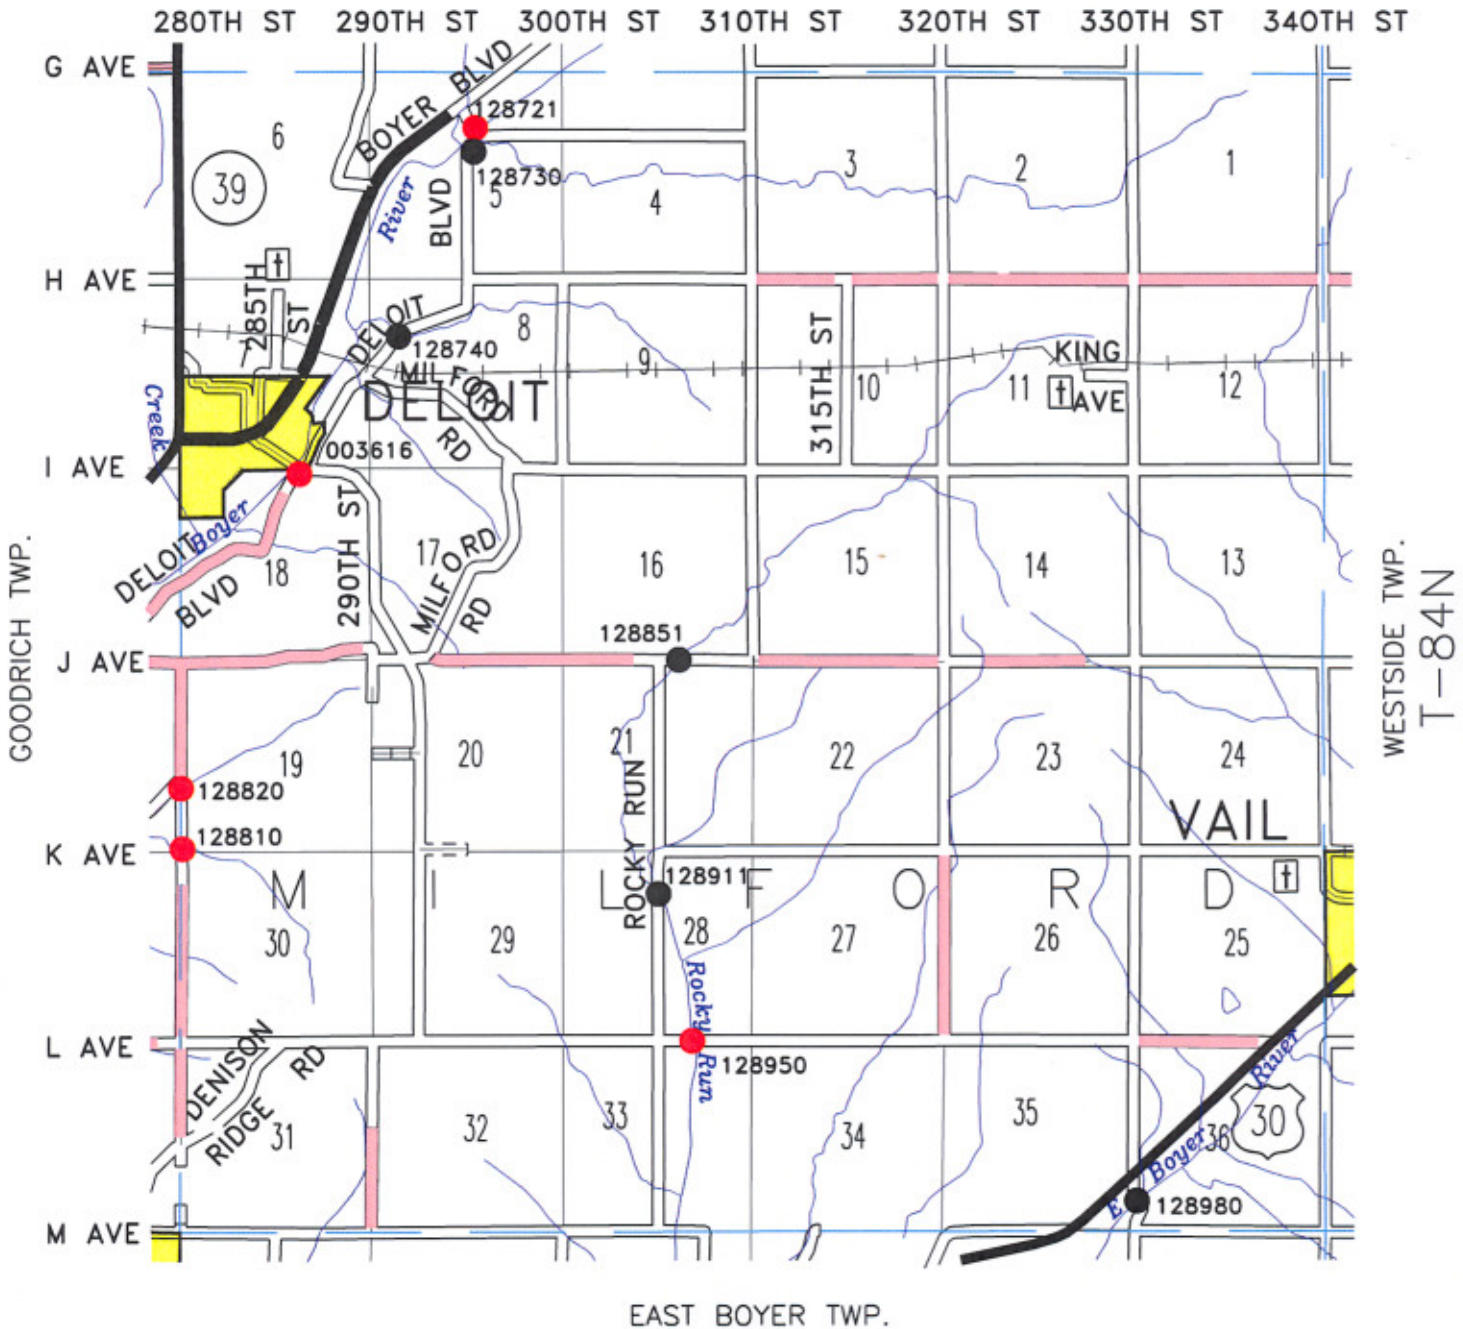 280TH ST 290TH ST 300TH ST 310TH ST 320TH ST 330TH ST 340TH ST
G AVE
BOYER BLVD
128721
6
39
128730
5
4
3
2
1
River
BLVD
H AVE
285TH ST
DELOIT
128740
8
9
10
11
12
315TH ST
KING AVE
MILFORD RD
DELOIT
Creek
I AVE
003616
290TH ST
Boyer
DELOIT BLVD
18
17
MILFORD RD
16
15
14
13
GOODRICH TWP.
WESTSIDE TWP.
T-84N
128851
J AVE
19
20
21
22
23
24
ROCKY RUN
128820
128810
VAIL
K AVE
128911
M I L F O R D
30
29
28
27
26
25
Rocky Run
L AVE
DENISON RIDGE RD
128950
River
31
32
33
34
35
36
30
E Boyer
128980
M AVE
EAST BOYER TWP.